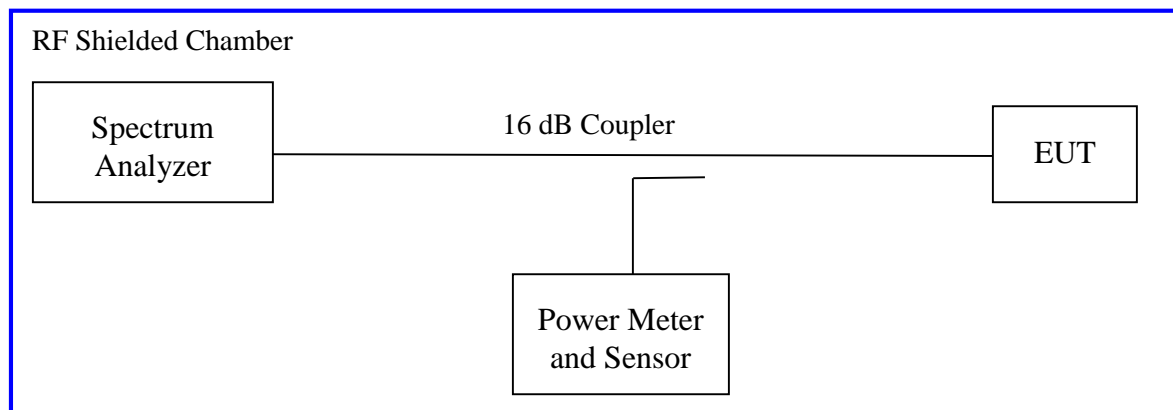 RF Shielded Chamber
Spectrum
Analyzer
16 dB Coupler
EUT
Power Meter
and Sensor